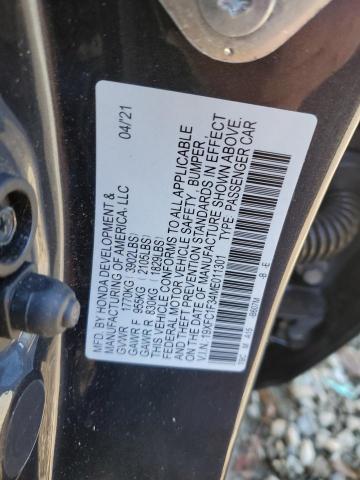 MFD. BY HONDA DEVELOPMENT & 04/'21
MANUFACTURING OF AMERICA, LLC
GVWR 1770KG (3902LBS)
GAWR F 955KG (2105LBS)
GAWR R 830KG (1829LBS)
THIS VEHICLE CONFORMS TO ALL APPLICABLE
FEDERAL MOTOR VEHICLE SAFETY, BUMPER,
AND THEFT PREVENTION STANDARDS IN EFFECT
ON THE DATE OF MANUFACTURE SHOWN ABOVE.
V.I.N. TYPE: PASSENGER CAR